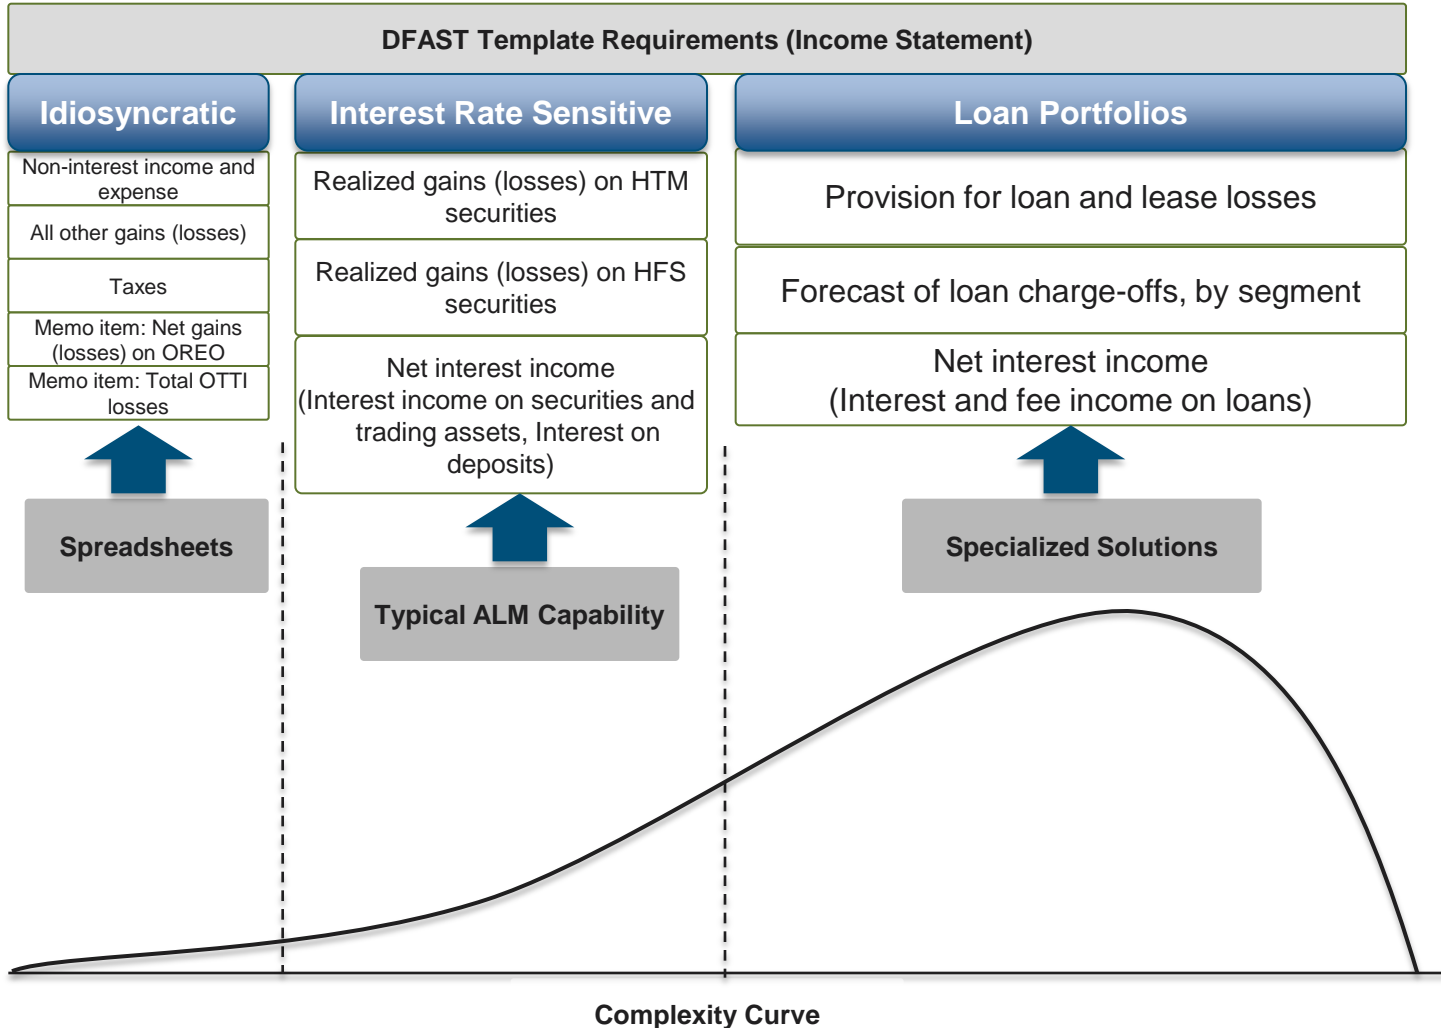 DFAST Template Requirements (Income Statement)
Idiosyncratic
Non-interest income and
expense
All other gains (losses)
Taxes
Memo item: Net gains
(losses) on OREO
Memo item: Total OTTI
losses
Spreadsheets
Interest Rate Sensitive
Realized gains (losses) on HTM
securities
Realized gains (losses) on HFS
securities
Net interest income
(Interest income on securities and
trading assets, Interest on
deposits)
Typical ALM Capability
Loan Portfolios
Provision for loan and lease losses
Forecast of loan charge-offs, by segment
Net interest income
(Interest and fee income on loans)
Specialized Solutions
Complexity Curve